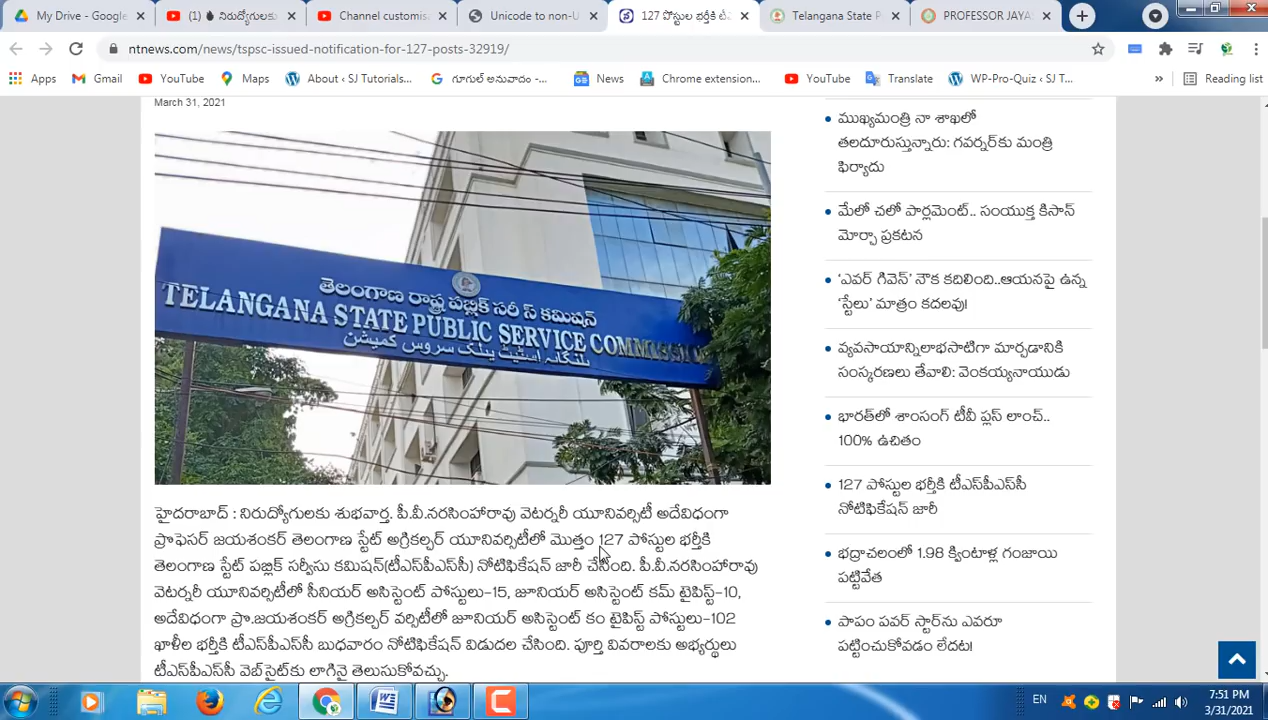 My Drive - Google
నిరుద్యోగులకు
Channel customis
Unicode to non-U
127 పోస్టుల భర్తీకి టీ
Telangana State P
PROFESSOR JAYAS
ntnews.com/news/tspsc-issued-notification-for-127-posts-32919/
Apps
Gmail
YouTube
Maps
About ‹ SJ Tutorials...
గూగుల్ అనువాదం -...
News
Chrome extension...
YouTube
Translate
WP-Pro-Quiz ‹ SJ T...
»
Reading list
March 31, 2021
తెలంగాణ రాష్ట్ర పబ్లిక్ సర్వీస్ కమిషన్
TELANGANA STATE PUBLIC SERVICE COMMISSION
تلنگانہ اسٹیٹ پبلک سروس کمیشن
హైదరాబాద్ : నిరుద్యోగులకు శుభవార్త. పీ.వీ.నరసింహారావు వెటర్నరీ యూనివర్సిటీ అదేవిధంగా
ప్రొఫెసర్ జయశంకర్ తెలంగాణ స్టేట్ అగ్రికల్చర్ యూనివర్సిటీలో మొత్తం 127 పోస్టుల భర్తీకి
తెలంగాణ స్టేట్ పబ్లిక్ సర్వీసు కమిషన్(టీఎస్‌పీఎస్‌సీ) నోటిఫికేషన్ జారీ చేసింది. పీ.వీ.నరసింహారావు
వెటర్నరీ యూనివర్సిటీలో సీనియర్ అసిస్టెంట్ పోస్టులు-15, జూనియర్ అసిస్టెంట్ కమ్ టైపిస్ట్-10,
అదేవిధంగా ప్రొ.జయశంకర్ అగ్రికల్చర్ వర్సిటీలో జూనియర్ అసిస్టెంట్ కం టైపిస్ట్ పోస్టులు-102
ఖాళీల భర్తీకి టీఎస్‌పీఎస్‌సీ బుధవారం నోటిఫికేషన్ విడుదల చేసింది. పూర్తి వివరాలకు అభ్యర్థులు
టీఎస్‌పీఎస్‌సీ వెబ్‌సైట్‌కు లాగినై తెలుసుకోవచ్చు.
ముఖ్యమంత్రి నా శాఖలో
తలదూరుస్తున్నారు: గవర్నర్‌కు మంత్రి
ఫిర్యాదు
మేలో చలో పార్లమెంట్.. సంయుక్త కిసాన్
మోర్చా ప్రకటన
‘ఎవర్ గివెన్’ నౌక కదిలింది..ఆయనపై ఉన్న
‘స్టేలు’ మాత్రం కదలవు!
వ్యవసాయాన్నిలాభసాటిగా మార్చడానికి
సంస్కరణలు తేవాలి: వెంకయ్యనాయుడు
భారత్‌లో శాంసంగ్ టీవీ ప్లస్ లాంచ్..
100% ఉచితం
127 పోస్టుల భర్తీకి టీఎస్‌పీఎస్‌సీ
నోటిఫికేషన్ జారీ
భద్రాచలంలో 1.98 క్వింటాళ్ల గంజాయి
పట్టివేత
పాపం పవర్ స్టార్‌ను ఎవరూ
పట్టించుకోవడం లేదట!
EN
7:51 PM
3/31/2021